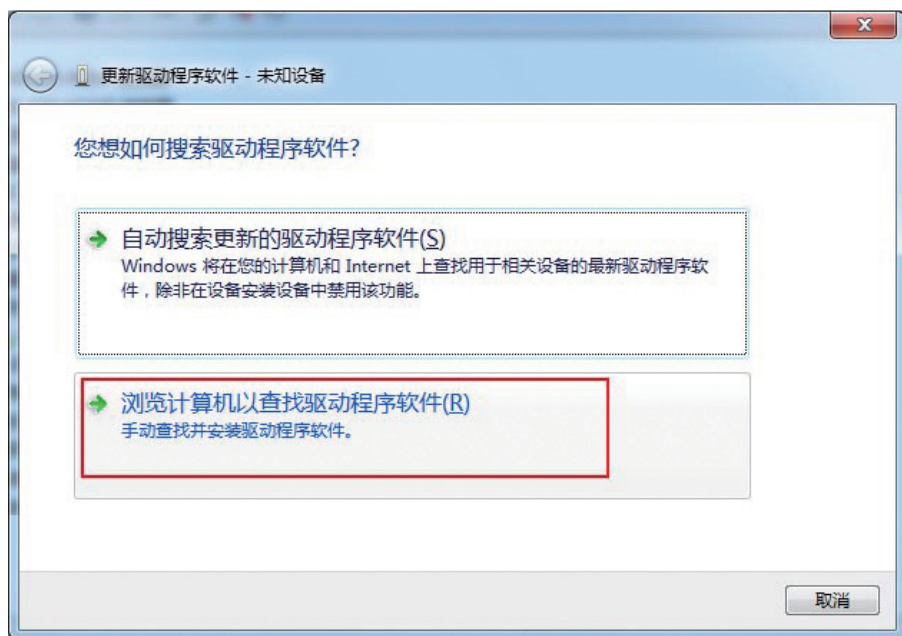 更新驱动程序软件 - 未知设备
您想如何搜索驱动程序软件?
自动搜索更新的驱动程序软件(S)
Windows 将在您的计算机和 Internet 上查找用于相关设备的最新驱动程序软
件，除非在设备安装设备中禁用该功能。
浏览计算机以查找驱动程序软件(R)
手动查找并安装驱动程序软件。
取消